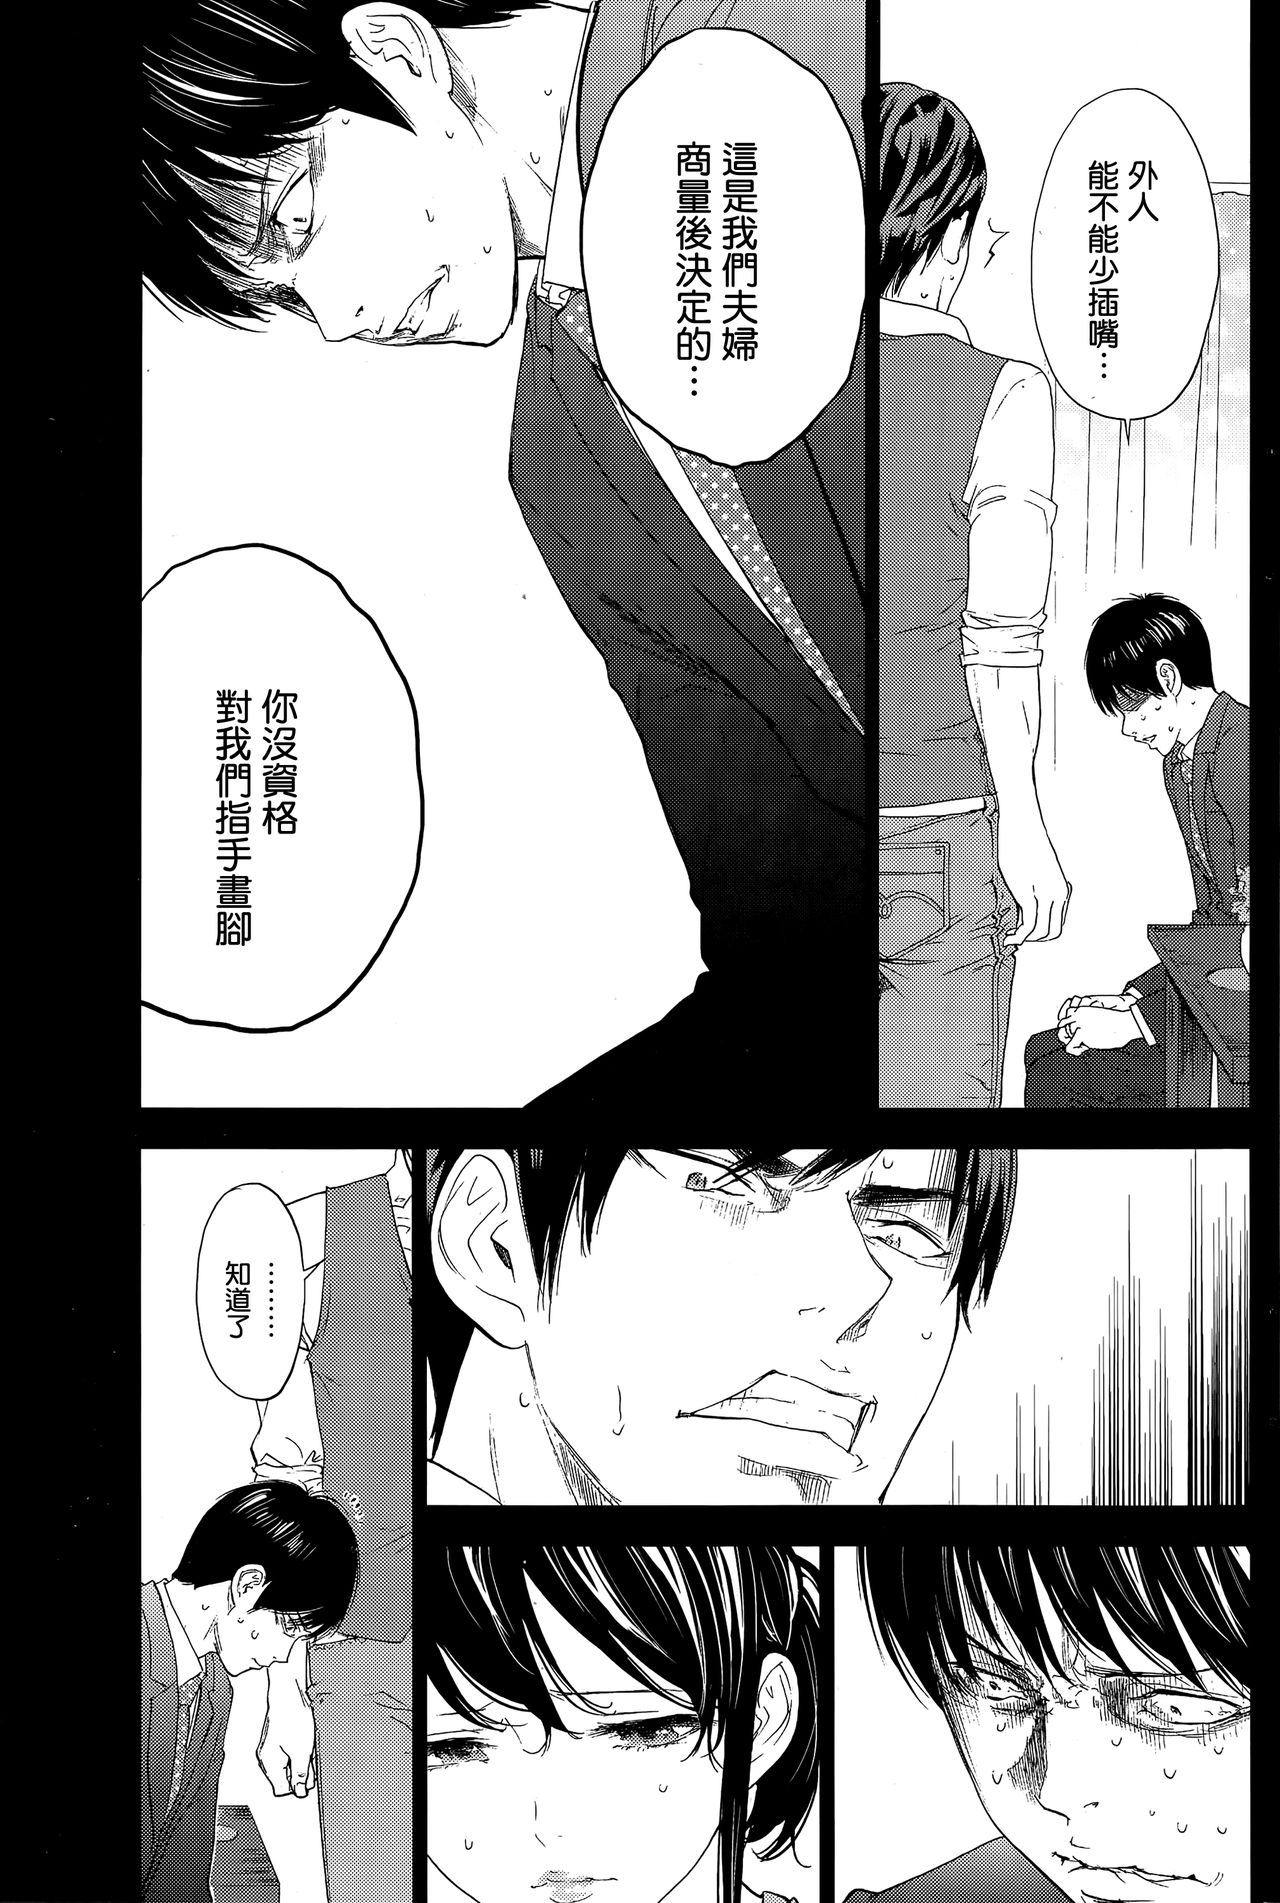 外人
能不能少插嘴…
這是我們夫婦
商量後決定的…
你沒資格
對我們指手畫腳
………
知道了